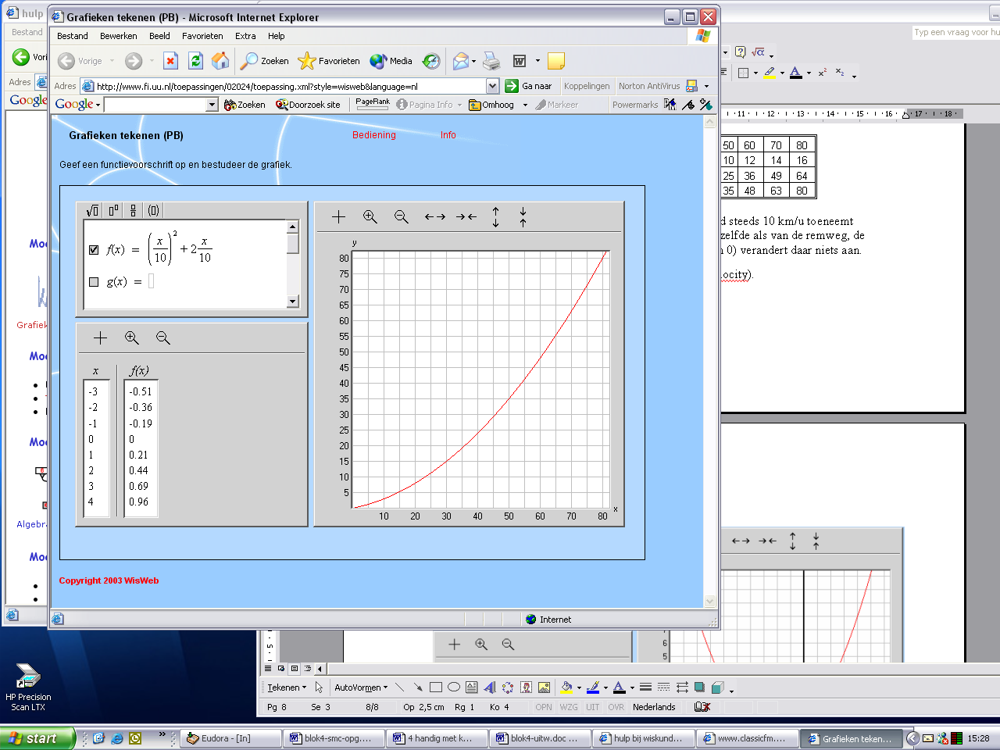 hulp
Bestand
Vori
Adres
Google
Grafieken tekenen (PB) - Microsoft Internet Explorer
Bestand Bewerken Beeld Favorieten Extra Help
Vorige Zoeken Favorieten Media
Adres http://www.fi.uu.nl/toepassingen/02024/toepassing.xml?style=wisweb&language=nl Ga naar Koppelingen Norton AntiVirus
Google Zoeken Doorzoek site PageRank Pagina Info Omhoog Markeer Powermarks
Grafieken tekenen (PB) Bediening Info
Geef een functievoorschrift op en bestudeer de grafiek.
f(x) = (x/10)² + 2 x/10
g(x) =
x f(x)
-3 -0.51
-2 -0.36
-1 -0.19
0 0
1 0.21
2 0.44
3 0.69
4 0.96
y
80
75
70
65
60
55
50
45
40
35
30
25
20
15
10
5
10 20 30 40 50 60 70 80 x
Copyright 2003 WisWeb
Internet
Moc
Grafiek
Moc
Moc
Algebr
Moc
Typ een vraag voor hu
11 12 13 14 15 16 17 18
50 60 70 80
10 12 14 16
25 36 49 64
35 48 63 80
d steeds 10 km/u toeneemt
zelfde als van de remweg, de
n 0) verandert daar niets aan.
ocity).
6
5
5
Tekenen AutoVormen
Pg 8 Se 3 8/8 Op 2,5 cm Rg 1 Ko 4 OPN WZG UIT OVR Nederlands
HP Precision
Scan LTX
start Eudora - [In] blok4-smc-opg.... 4 handig met k... blok4-uitw.doc ... hulp bij wiskund... www.classicfm.... Grafieken teken... 15:28